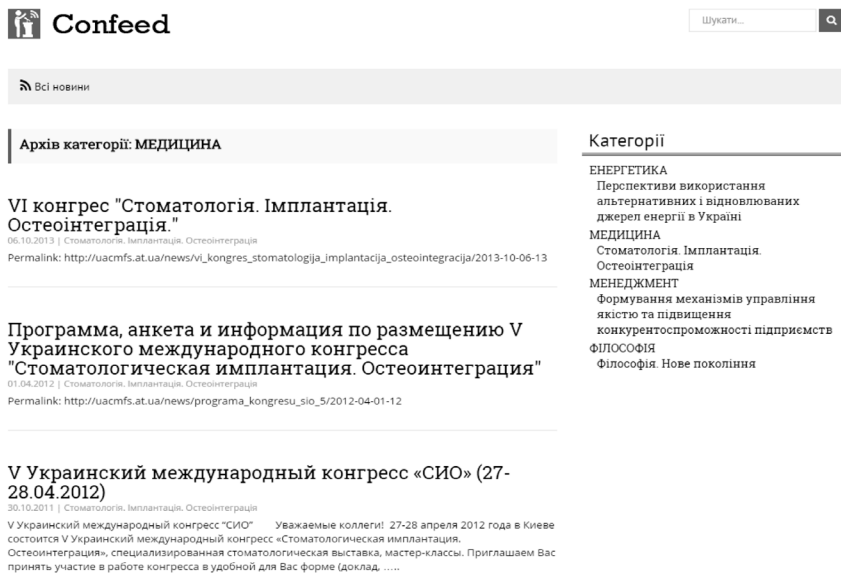 Confeed
Шукати...
Всі новини
Архів категорії: МЕДИЦИНА
VI конгрес "Стоматологія. Імплантація.
Остеоінтеграція."
06.10.2013 | Стоматологія. Імплантація. Остеоінтеграція
Permalink: http://uacmfs.at.ua/news/vi_kongres_stomatologija_implantacija_osteointegracija/2013-10-06-13
Программа, анкета и информация по размещению V
Украинского международного конгресса
"Стоматологическая имплантация. Остеоинтеграция"
01.04.2012 | Стоматологія. Імплантація. Остеоінтеграція
Permalink: http://uacmfs.at.ua/news/programa_kongresu_sio_5/2012-04-01-12
V Украинский международный конгресс «СИО» (27-
28.04.2012)
30.10.2011 | Стоматологія. Імплантація. Остеоінтеграція
V Украинский международный конгресс “СИО” Уважаемые коллеги! 27-28 апреля 2012 года в Киеве
состоится V Украинский международный конгресс «Стоматологическая имплантация.
Остеоинтеграция», специализированная стоматологическая выставка, мастер-классы. Приглашаем Вас
принять участие в работе конгресса в удобной для Вас форме (доклад, …..
Категорії
ЕНЕРГЕТИКА
Перспективи використання
альтернативних і відновлюваних
джерел енергії в Україні
МЕДИЦИНА
Стоматологія. Імплантація.
Остеоінтеграція
МЕНЕДЖМЕНТ
Формування механізмів управління
якістю та підвищення
конкурентоспроможності підприємств
ФІЛОСОФІЯ
Філософія. Нове покоління